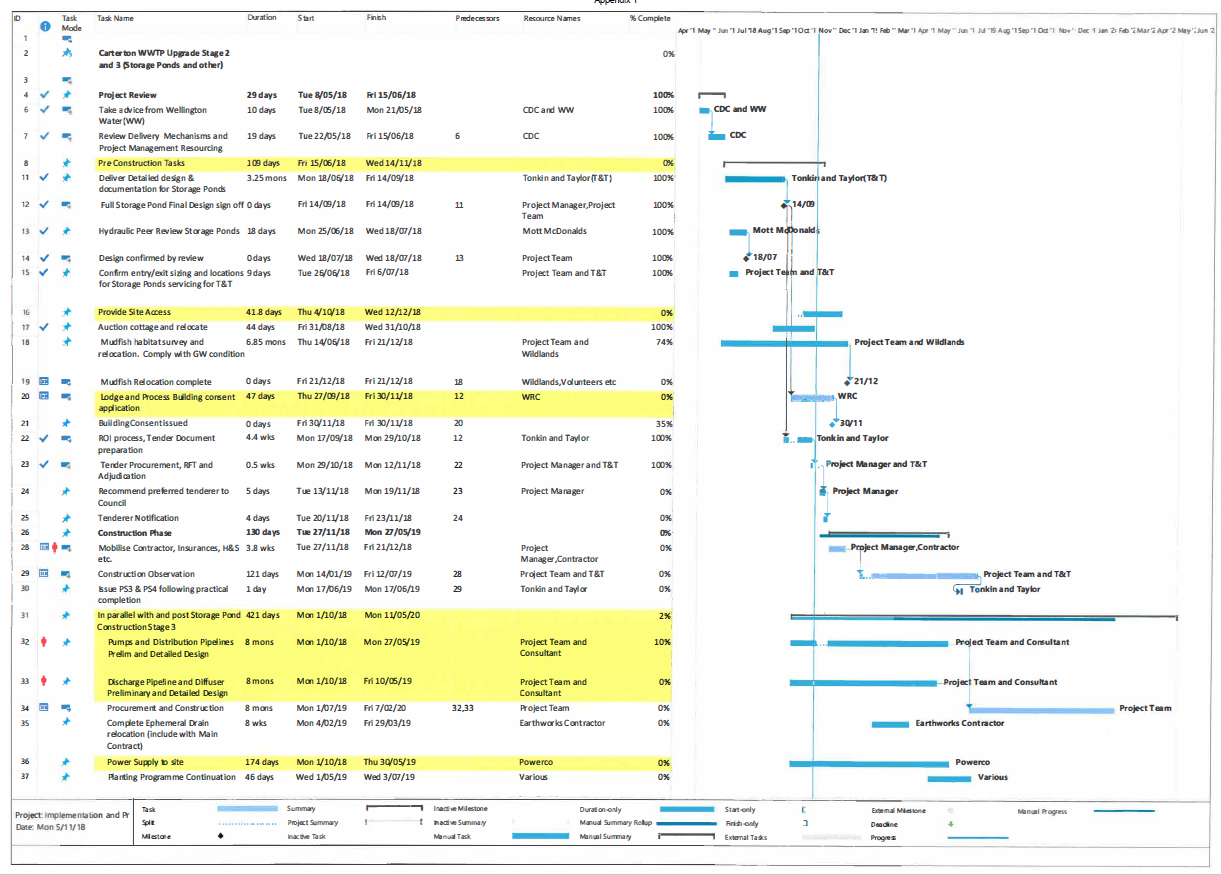 Appendix 1
ID Task Mode Task Name Duration Start Finish Predecessors Resource Names % Complete
1
2 Carterton WWTP Upgrade Stage 2 0%
and 3 (Storage Ponds and other)
3
4 Project Review 29 days Tue 8/05/18 Fri 15/06/18 100%
6 Take advice from Wellington 10 days Tue 8/05/18 Mon 21/05/18 CDC and WW 100% CDC and WW
Water(WW)
7 Review Delivery Mechanisms and 19 days Tue 22/05/18 Fri 15/06/18 6 CDC 100% CDC
Project Management Resourcing
8 Pre Construction Tasks 109 days Fri 15/06/18 Wed 14/11/18 0%
11 Deliver Detailed design & 3.25 mons Mon 18/06/18 Fri 14/09/18 Tonkin and Taylor(T&T) 100% Tonkin and Taylor(T&T)
documentation for Storage Ponds
12 Full Storage Pond Final Design sign off 0 days Fri 14/09/18 Fri 14/09/18 11 Project Manager,Project 100% 14/09
Team
13 Hydraulic Peer Review Storage Ponds 18 days Mon 25/06/18 Wed 18/07/18 Mott McDonalds 100% Mott McDonalds
14 Design confirmed by review 0 days Wed 18/07/18 Wed 18/07/18 13 Project Team 100% 18/07
15 Confirm entry/exit sizing and locations 9 days Tue 26/06/18 Fri 6/07/18 Project Team and T&T 100% Project Team and T&T
for Storage Ponds servicing for T&T
16 Provide Site Access 41.8 days Thu 4/10/18 Wed 12/12/18 0%
17 Auction cottage and relocate 44 days Fri 31/08/18 Wed 31/10/18 100%
18 Mudfish habitat survey and 6.85 mons Thu 14/06/18 Fri 21/12/18 Project Team and 74% Project Team and Wildlands
relocation. Comply with GW condition Wildlands
19 Mudfish Relocation complete 0 days Fri 21/12/18 Fri 21/12/18 18 Wildlands,Volunteers etc 0% 21/12
20 Lodge and Process Building consent 47 days Thu 27/09/18 Fri 30/11/18 12 WRC 0% WRC
application
21 Building Consent issued 0 days Fri 30/11/18 Fri 30/11/18 20 35% 30/11
22 ROI process, Tender Document 4.4 wks Mon 17/09/18 Mon 29/10/18 12 Tonkin and Taylor 100% Tonkin and Taylor
preparation
23 Tender Procurement, RFT and 0.5 wks Mon 29/10/18 Mon 12/11/18 22 Project Manager and T&T 100% Project Manager and T&T
Adjudication
24 Recommend preferred tenderer to 5 days Tue 13/11/18 Mon 19/11/18 23 Project Manager 0% Project Manager
Council
25 Tenderer Notification 4 days Tue 20/11/18 Fri 23/11/18 24 0%
26 Construction Phase 130 days Tue 27/11/18 Mon 27/05/19 0%
28 Mobilise Contractor, Insurances, H&S 3.8 wks Tue 27/11/18 Fri 21/12/18 Project 0% Project Manager,Contractor
etc. Manager,Contractor
29 Construction Observation 121 days Mon 14/01/19 Fri 12/07/19 28 Project Team and T&T 0% Project Team and T&T
30 Issue PS3 & PS4 following practical 1 day Mon 17/06/19 Mon 17/06/19 29 Tonkin and Taylor 0% Tonkin and Taylor
completion
31 In parallel with and post Storage Pond 421 days Mon 1/10/18 Mon 11/05/20 2%
Construction Stage 3
32 Pumps and Distribution Pipelines 8 mons Mon 1/10/18 Mon 27/05/19 Project Team and 10% Project Team and Consultant
Prelim and Detailed Design Consultant
33 Discharge Pipeline and Diffuser 8 mons Mon 1/10/18 Fri 10/05/19 Project Team and 0% Project Team and Consultant
Preliminary and Detailed Design Consultant
34 Procurement and Construction 8 mons Mon 1/07/19 Fri 7/02/20 32,33 Project Team 0% Project Team
35 Complete Ephemeral Drain 8 wks Mon 4/02/19 Fri 29/03/19 Earthworks Contractor 0% Earthworks Contractor
relocation (include with Main
Contract)
36 Power Supply to site 174 days Mon 1/10/18 Thu 30/05/19 Powerco 0% Powerco
37 Planting Programme Continuation 46 days Wed 1/05/19 Wed 3/07/19 Various 0% Various
Project: Implementation and Pr
Date: Mon 5/11/18
Task Summary Inactive Milestone Duration-only Start-only External Milestone Manual Progress
Split Project Summary Inactive Summary Manual Summary Rollup Finish-only Deadline
Milestone Inactive Task Manual Task Manual Summary External Tasks Progress